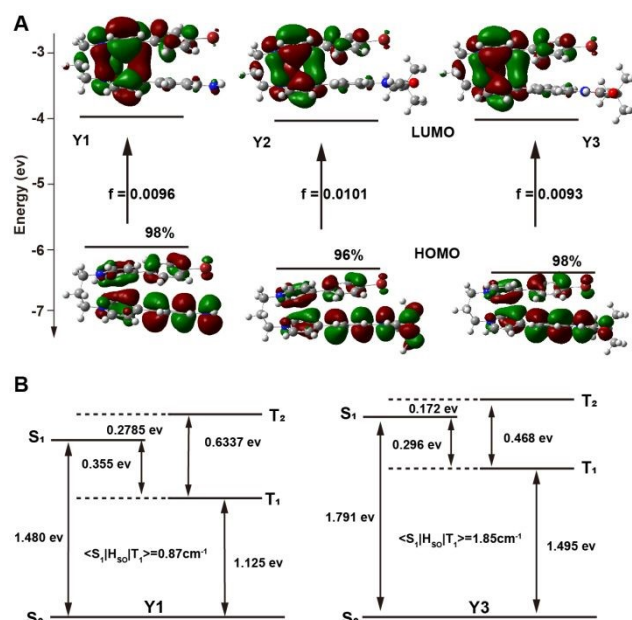 A
Energy (ev)
-3
-4
-5
-6
-7
Y1
Y2
LUMO
Y3
f = 0.0096
f = 0.0101
f = 0.0093
98%
96%
HOMO
98%
B
T₂
S₁
0.2785 ev
0.6337 ev
0.355 ev
T₁
1.480 ev
<S₁|Hₛₒ|T₁>=0.87cm⁻¹
1.125 ev
Y1
T₂
S₁
0.172 ev
0.296 ev
0.468 ev
T₁
1.791 ev
<S₁|Hₛₒ|T₁>=1.85cm⁻¹
1.495 ev
Y3